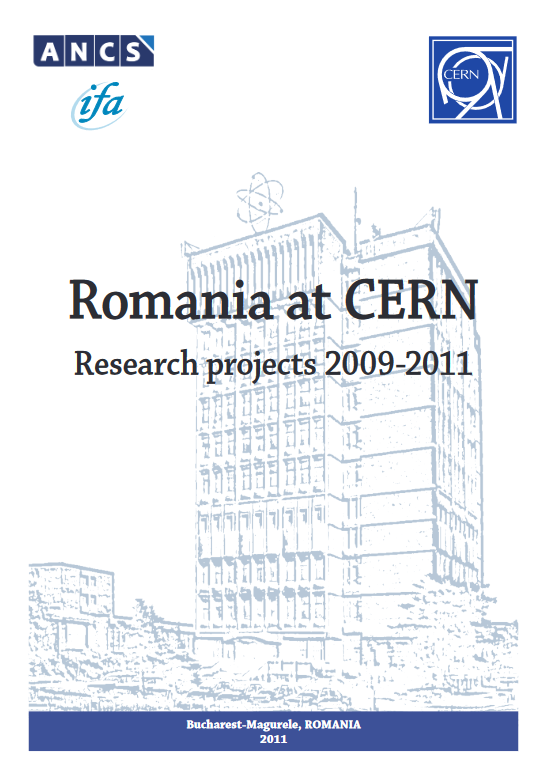 ANCS
ifa
CERN
Romania at CERN
Research projects 2009-2011
Bucharest-Magurele, ROMANIA
2011